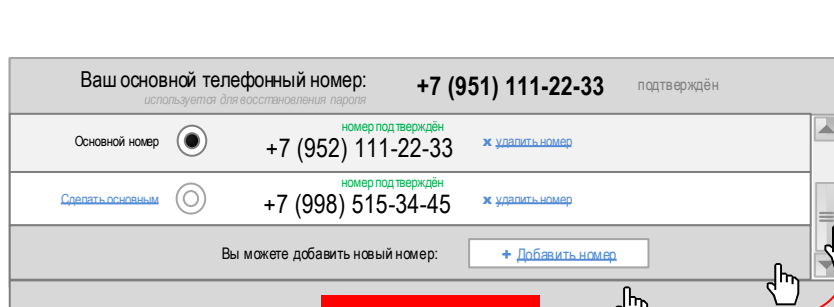 Ваш основной телефонный номер: +7 (951) 111-22-33 подтверждён
используется для восстановления пароля
номер подтверждён
Основной номер +7 (952) 111-22-33 x удалить номер
номер подтверждён
Сделать основным +7 (998) 515-34-45 x удалить номер
Вы можете добавить новый номер: + Добавить номер